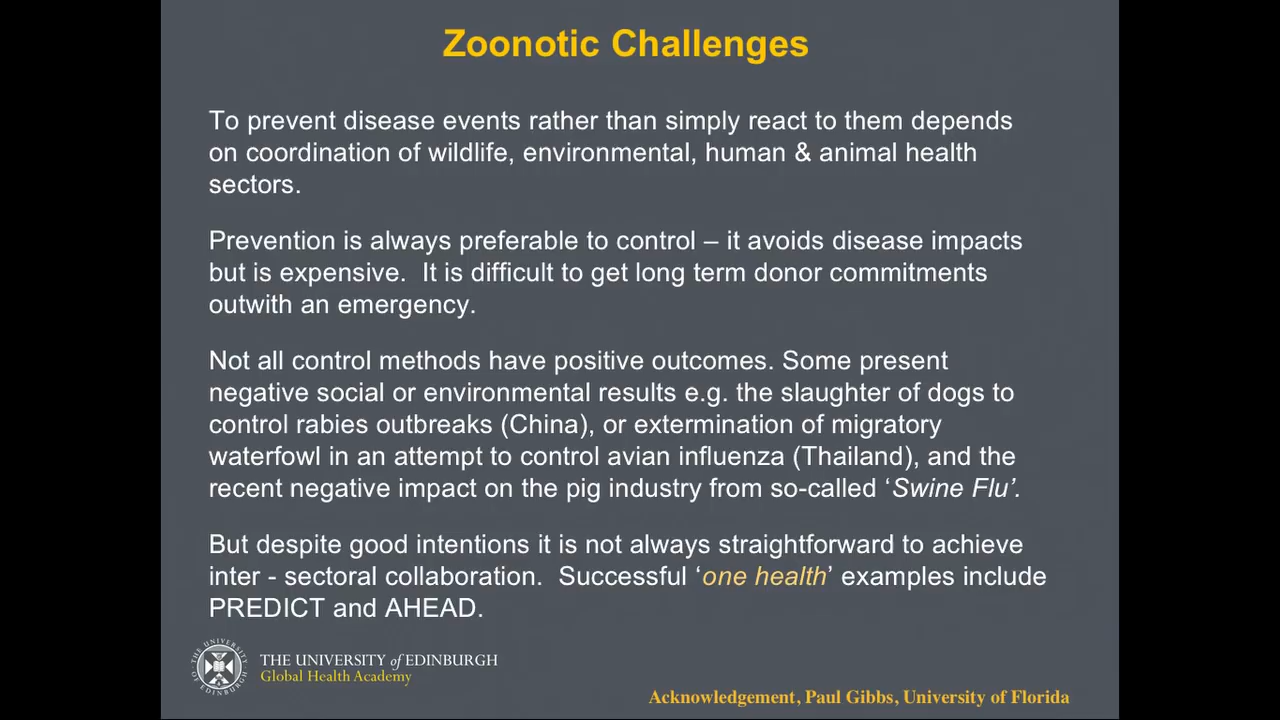 Zoonotic Challenges
To prevent disease events rather than simply react to them depends
on coordination of wildlife, environmental, human & animal health
sectors.
Prevention is always preferable to control – it avoids disease impacts
but is expensive.  It is difficult to get long term donor commitments
outwith an emergency.
Not all control methods have positive outcomes. Some present
negative social or environmental results e.g. the slaughter of dogs to
control rabies outbreaks (China), or extermination of migratory
waterfowl in an attempt to control avian influenza (Thailand), and the
recent negative impact on the pig industry from so-called ‘Swine Flu’.
But despite good intentions it is not always straightforward to achieve
inter - sectoral collaboration.  Successful ‘one health’ examples include
PREDICT and AHEAD.
THE UNIVERSITY OF EDINBURGH
THE UNIVERSITY of EDINBURGH
Global Health Academy
Acknowledgement, Paul Gibbs, University of Florida